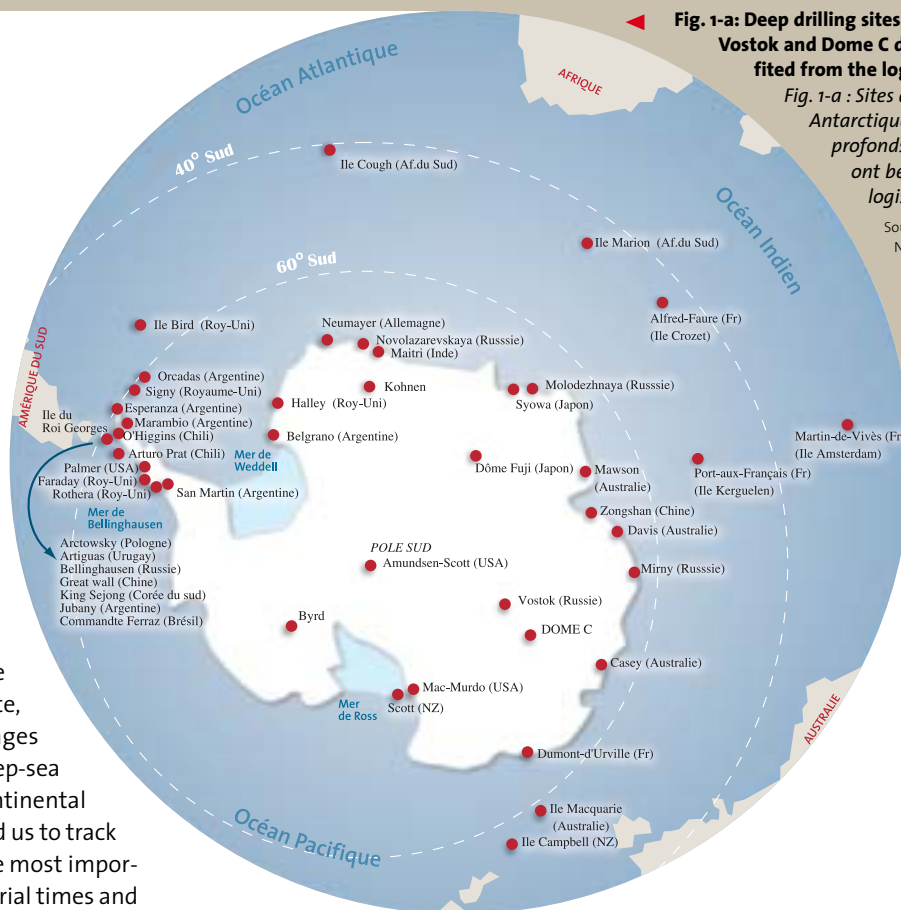 Fig. 1-a: Deep drilling sites
Vostok and Dome C
fited from the log
Fig. 1-a : Sites
Antarctique
profonds
ont
logis
Océan Atlantique
AFRIQUE
40° Sud
Ile Cough (Af.du Sud)
Océan Indien
Ile Marion (Af.du Sud)
60° Sud
Alfred-Faure (Fr)
(Ile Crozet)
Ile Bird (Roy-Uni)
Neumayer (Allemagne)
Novolazarevskaya (Russsie)
Maitri (Inde)
AMÉRIQUE DU SUD
Orcadas (Argentine)
Signy (Royaume-Uni)
Kohnen
Molodezhnaya (Russsie)
Syowa (Japon)
Halley (Roy-Uni)
Esperanza (Argentine)
Ile du
Roi Georges
Marambio (Argentine)
O'Higgins (Chili)
Belgrano (Argentine)
Martin-de-Vivès (Fr
(Ile Amsterdam)
Arturo Prat (Chili)
Mer de
Weddell
Dôme Fuji (Japon)
Mawson
(Australie)
Port-aux-Français (Fr)
(Ile Kerguelen)
Palmer (USA)
Faraday (Roy-Uni)
Rothera (Roy-Uni)
San Martin (Argentine)
Zongshan (Chine)
Davis (Australie)
Mer de
Bellinghausen
Arctowsky (Pologne)
Artiguas (Urugay)
Bellinghausen (Russie)
Great wall (Chine)
King Sejong (Corée du sud)
Jubany (Argentine)
Commandte Ferraz (Brésil)
POLE SUD
Amundsen-Scott (USA)
Mirny (Russsie)
Vostok (Russie)
Byrd
DOME C
Casey (Australie)
Mac-Murdo (USA)
Scott (NZ)
Mer
de Ross
AUSTRALIE
Dumont-d'Urville (Fr)
Ile Macquarie
(Australie)
Ile Campbell (NZ)
Océan Pacifique
ep-sea
ntinental
d us to track
e most impor-
rial times and